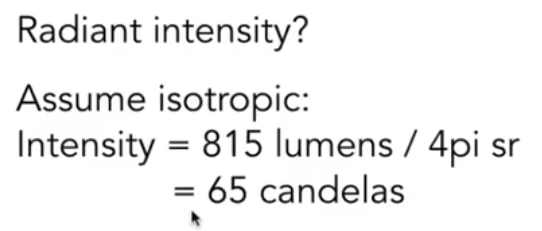 Radiant intensity?
Assume isotropic:
Intensity = 815 lumens / 4pi sr
= 65 candelas